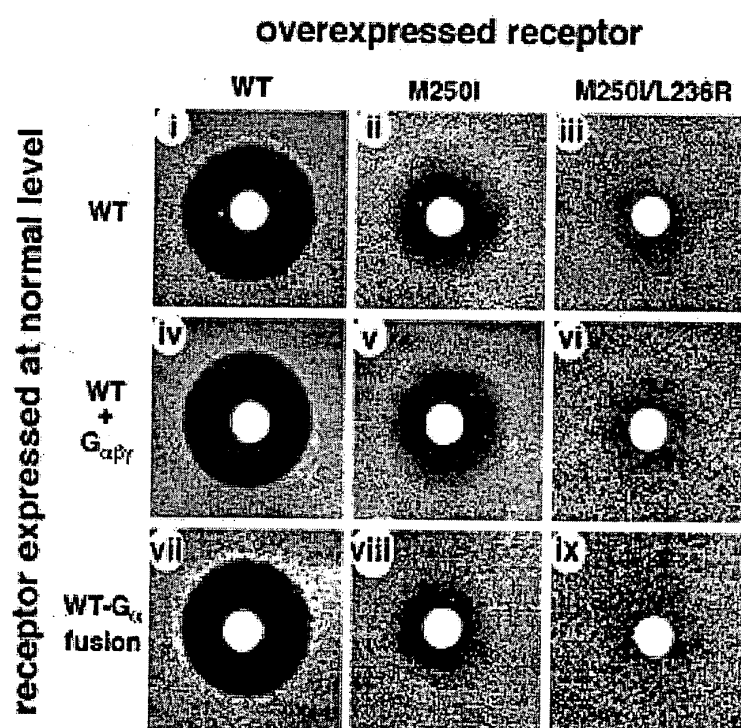 overexpressed receptor
WT M250I M250I/L236R
receptor expressed at normal level
i ii iii
WT
iv v vi
WT
+
Gαβγ
vii viii ix
WT-Gα
fusion